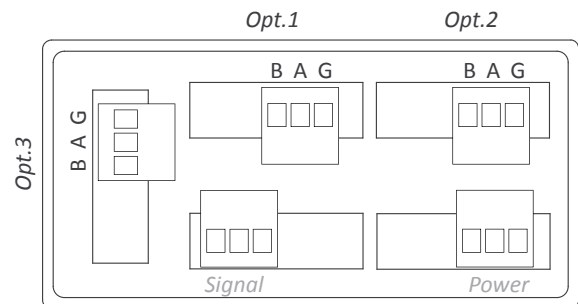 Opt.1
Opt.2
B A G
B A G
Opt.3
B A G
Signal
Power